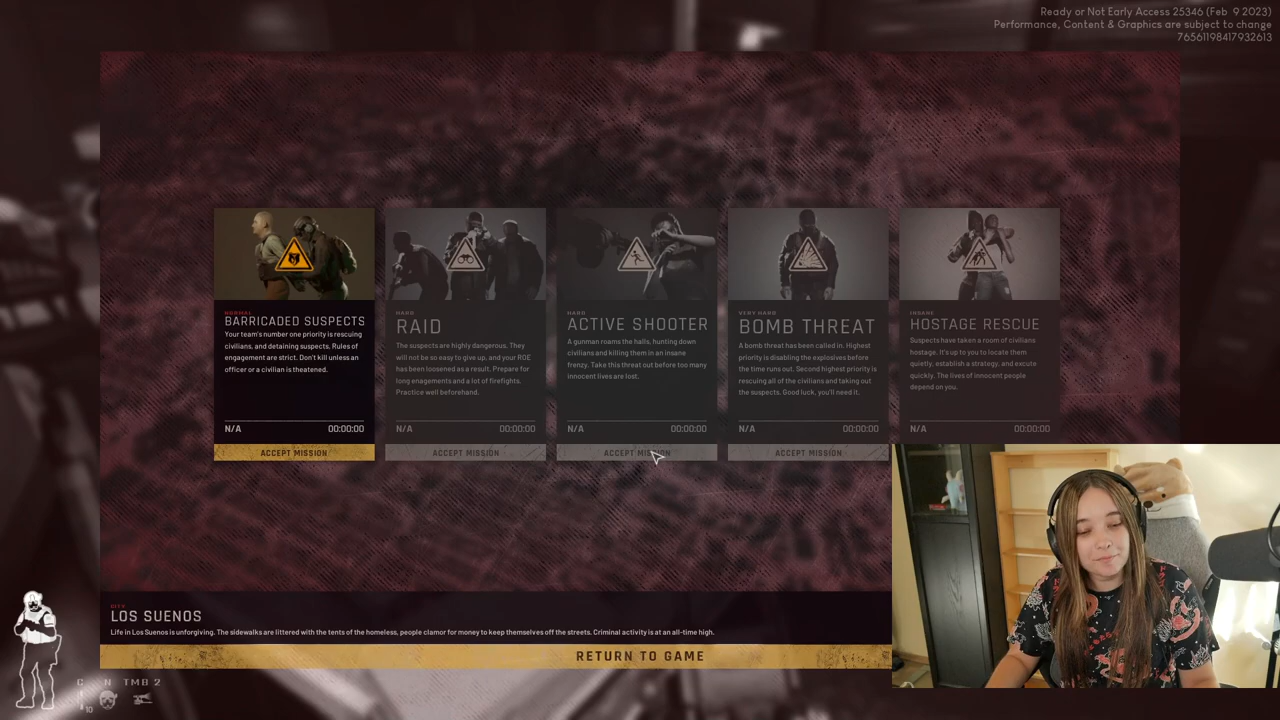 Ready or Not Early Access 25346 (Feb 9 2023)
Performance, Content & Graphics are subject to change
76561198417932613
NORMAL
BARRICADED SUSPECTS
Your team's number one priority is rescuing
civilians, and detaining suspects. Rules of
engagement are strict. Don't kill unless an
officer or a civilian is theatened.
N/A 00:00:00
ACCEPT MISSION
HARD
RAID
The suspects are highly dangerous. They
will not be so easy to give up, and your ROE
has been loosened as a result. Prepare for
long enagements and a lot of firefights.
Practice well beforehand.
N/A 00:00:00
ACCEPT MISSION
HARD
ACTIVE SHOOTER
A gunman roams the halls, hunting down
civilians and killing them in an insane
frenzy. Take this threat out before too many
innocent lives are lost.
N/A 00:00:00
ACCEPT MISSION
VERY HARD
BOMB THREAT
A bomb threat has been called in. Highest
priority is disabling the explosives before
the time runs out. Second highest priority is
rescuing all of the civilians and taking out
the suspects. Good luck, you'll need it.
N/A 00:00:00
ACCEPT MISSION
INSANE
HOSTAGE RESCUE
Suspects have taken a room of civilians
hostage. It's up to you to locate them
quietly, establish a strategy, and excute
quickly. The lives of innocent people
depend on you.
N/A 00:00:00
CITY
LOS SUENOS
Life in Los Suenos is unforgiving. The sidewalks are littered with the tents of the homeless, people clamor for money to keep themselves off the streets. Criminal activity is at an all-time high.
RETURN TO GAME
C N TMB 2
10